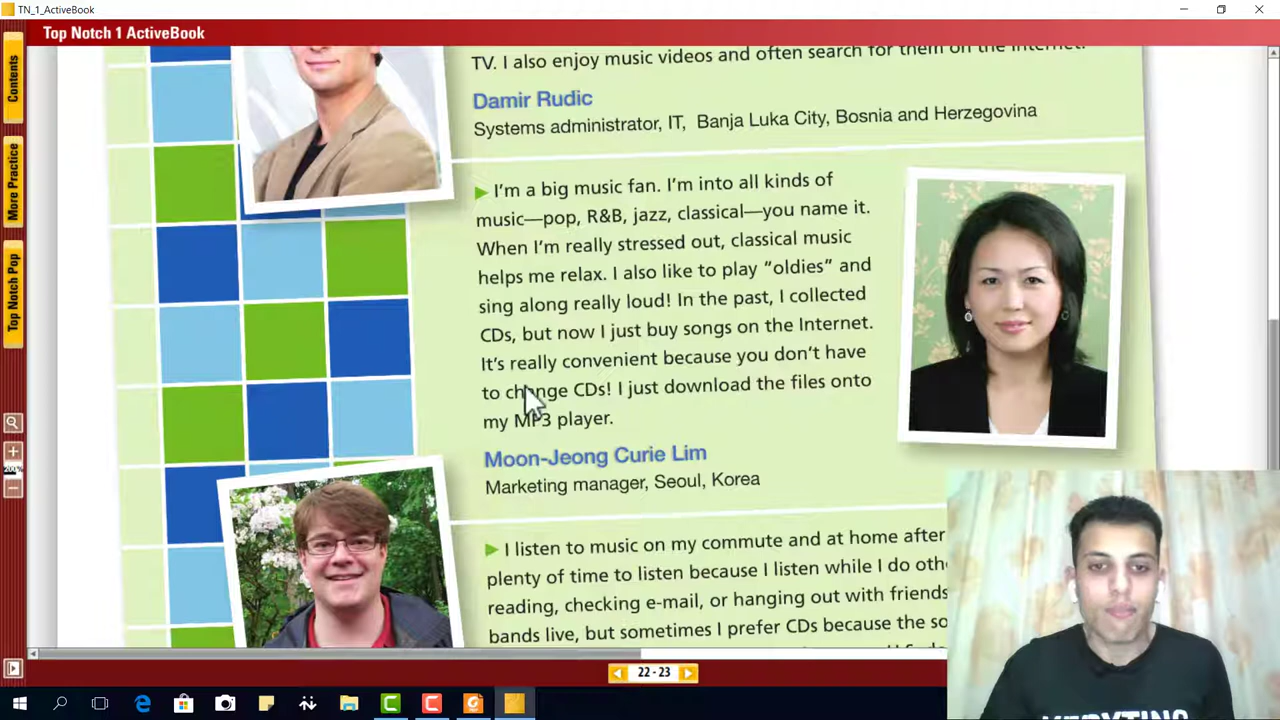 TN_1_ActiveBook
Top Notch 1 ActiveBook
Contents
More Practice
Top Notch Pop
200%
TV. I also enjoy music videos and often search for them on the Internet.
Damir Rudic
Systems administrator, IT, Banja Luka City, Bosnia and Herzegovina
I'm a big music fan. I'm into all kinds of
music—pop, R&B, jazz, classical—you name it.
When I'm really stressed out, classical music
helps me relax. I also like to play “oldies” and
sing along really loud! In the past, I collected
CDs, but now I just buy songs on the Internet.
It's really convenient because you don't have
to change CDs! I just download the files onto
my MP3 player.
Moon-Jeong Curie Lim
Marketing manager, Seoul, Korea
I listen to music on my commute and at home after
plenty of time to listen because I listen while I do
reading, checking e-mail, or hanging out with friends
bands live, but sometimes I prefer CDs because the
22-23